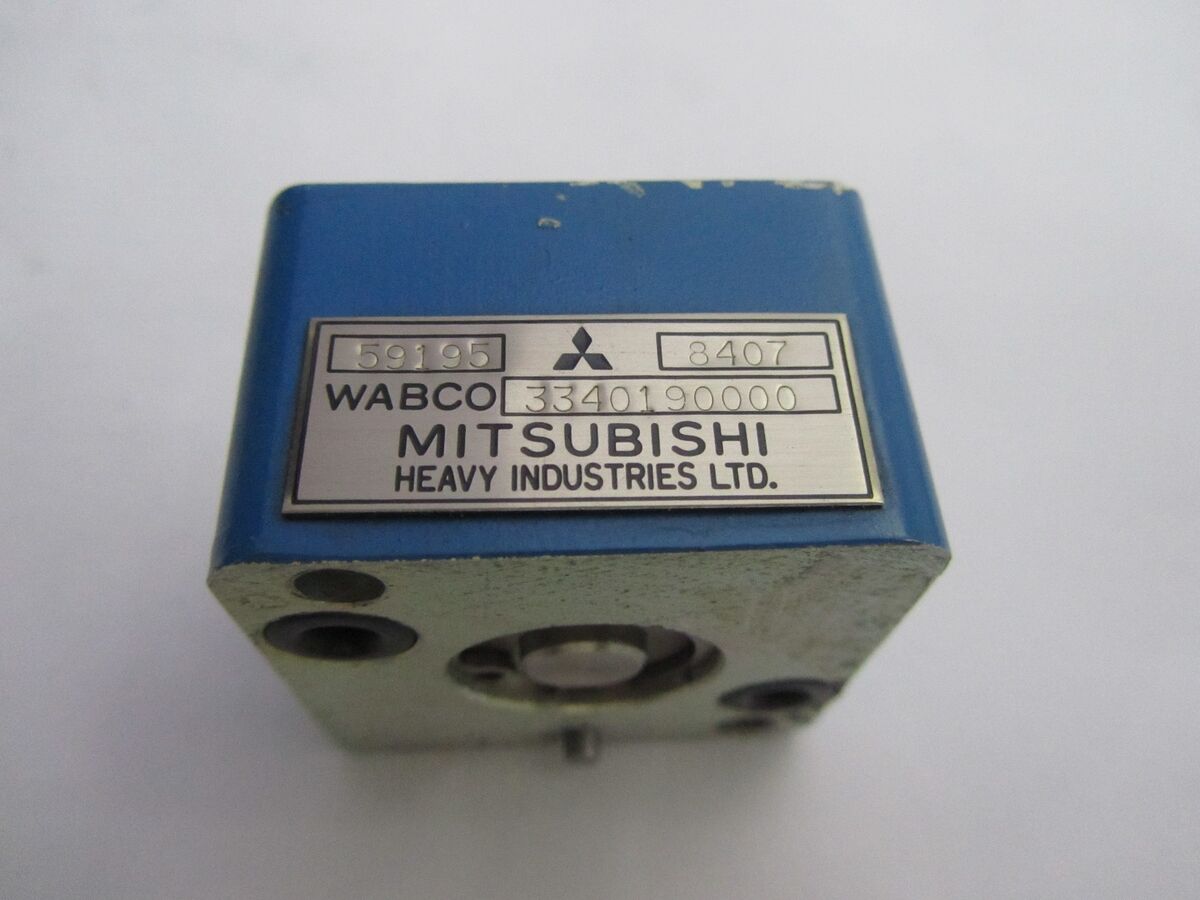 59195 8407
WABCO 3340190000
MITSUBISHI
HEAVY INDUSTRIES LTD.